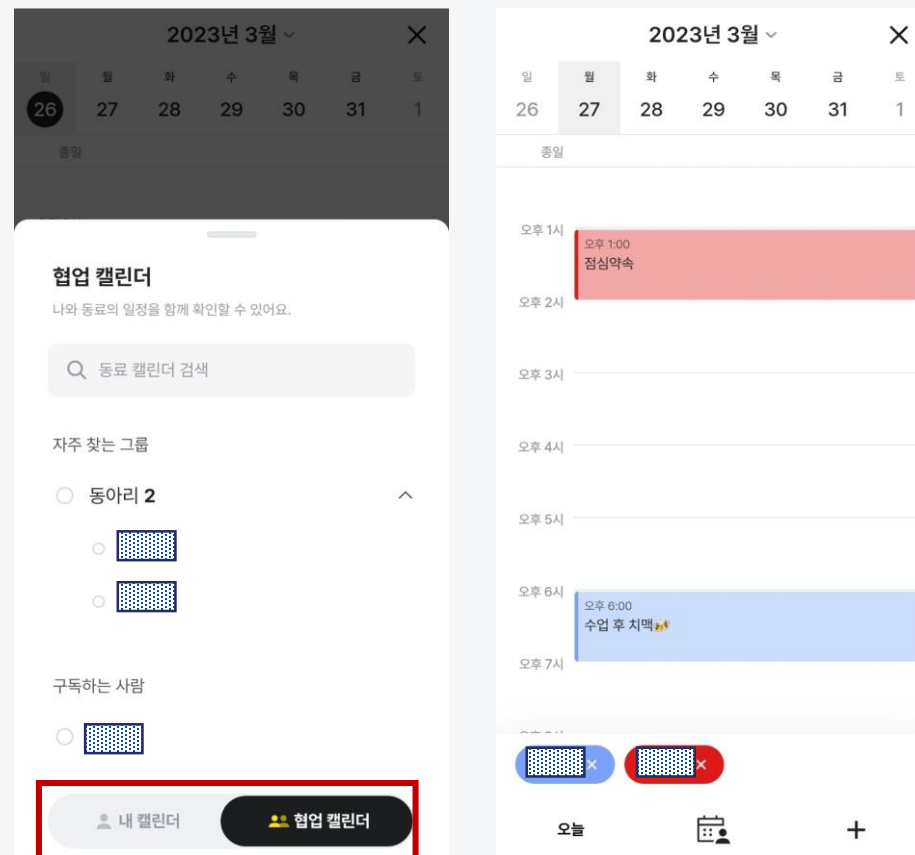 2023년 3월
일 월 화 수 목 금 토
26 27 28 29 30 31 1
종일
협업 캘린더
나와 동료의 일정을 함께 확인할 수 있어요.
동료 캘린더 검색
자주 찾는 그룹
동아리 2
구독하는 사람
내 캘린더 협업 캘린더
2023년 3월
일 월 화 수 목 금 토
26 27 28 29 30 31 1
종일
오후 1시
오후 1:00
점심약속
오후 2시
오후 3시
오후 4시
오후 5시
오후 6시
오후 6:00
수업 후 치맥🍻
오후 7시
오늘